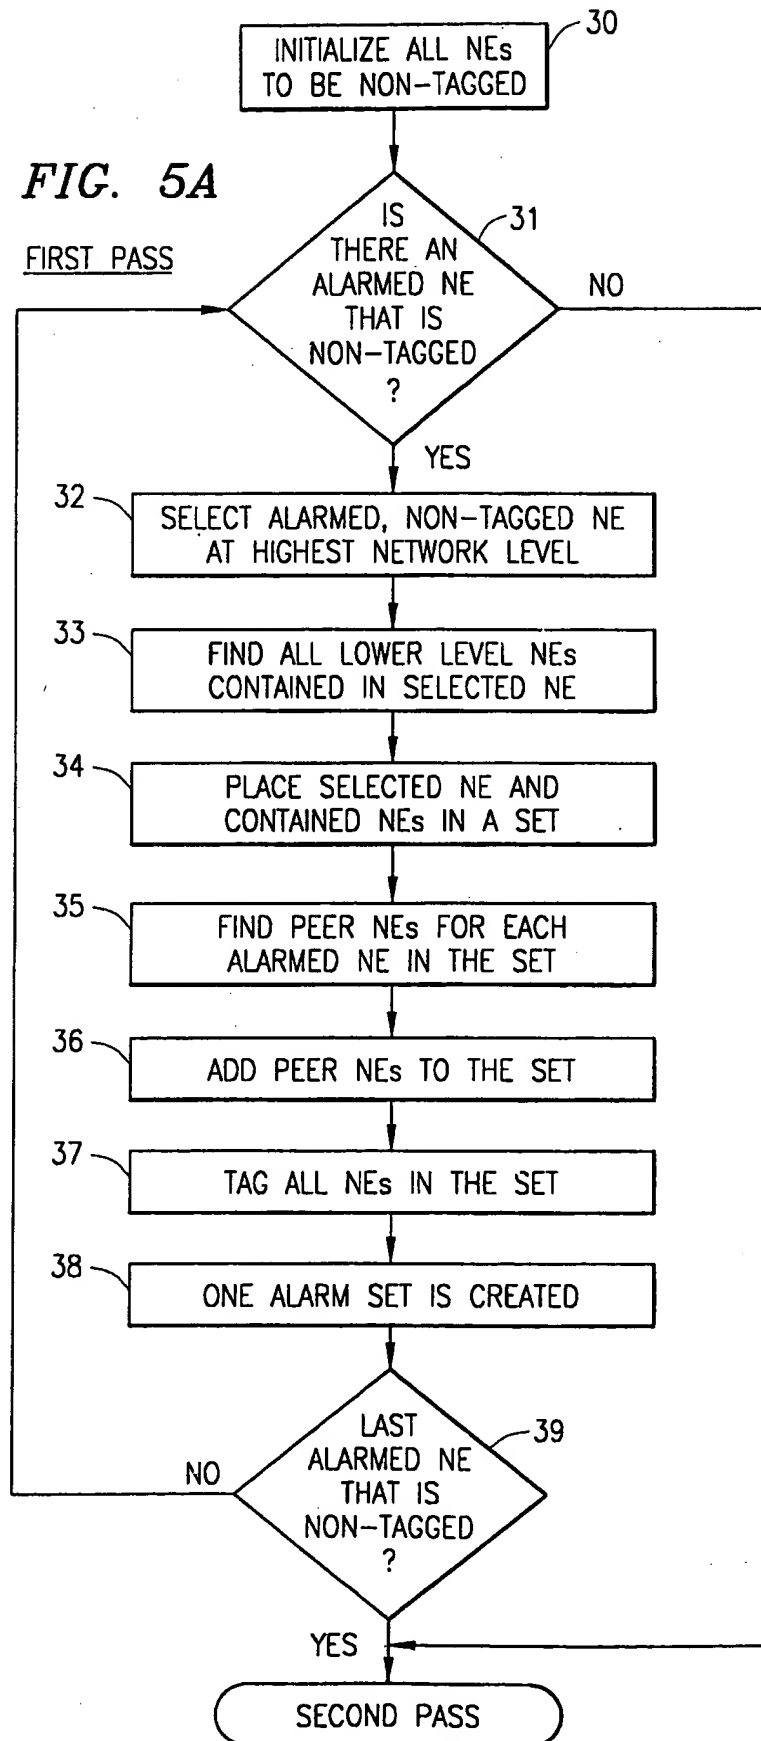 30
INITIALIZE ALL NEs
TO BE NON-TAGGED
FIG. 5A
FIRST PASS
31
IS
THERE AN
ALARMED NE
THAT IS
NON-TAGGED
?
NO
YES
32
SELECT ALARMED, NON-TAGGED NE
AT HIGHEST NETWORK LEVEL
33
FIND ALL LOWER LEVEL NEs
CONTAINED IN SELECTED NE
34
PLACE SELECTED NE AND
CONTAINED NEs IN A SET
35
FIND PEER NEs FOR EACH
ALARMED NE IN THE SET
36
ADD PEER NEs TO THE SET
37
TAG ALL NEs IN THE SET
38
ONE ALARM SET IS CREATED
39
LAST
ALARMED NE
THAT IS
NON-TAGGED
?
NO
YES
SECOND PASS